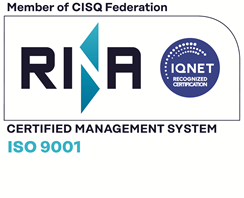 Member of CISQ Federation
RINA
IQNET
RECOGNIZED
CERTIFICATION
CERTIFIED MANAGEMENT SYSTEM
ISO 9001